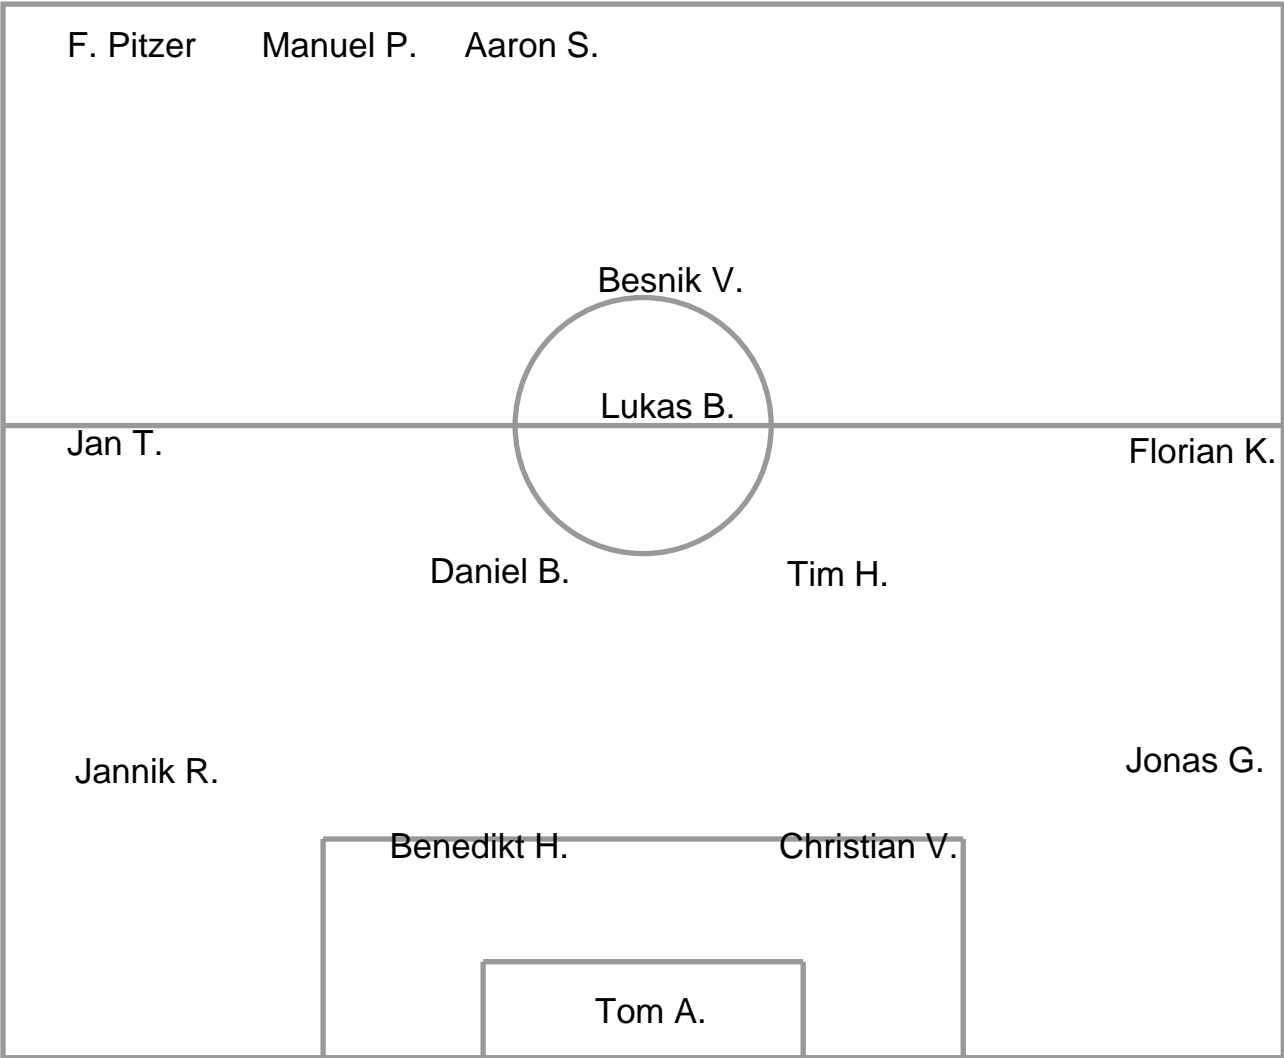 F. Pitzer Manuel P. Aaron S.
Besnik V.
Lukas B.
Jan T. Florian K.
Daniel B. Tim H.
Jannik R. Jonas G.
Benedikt H. Christian V.
Tom A.